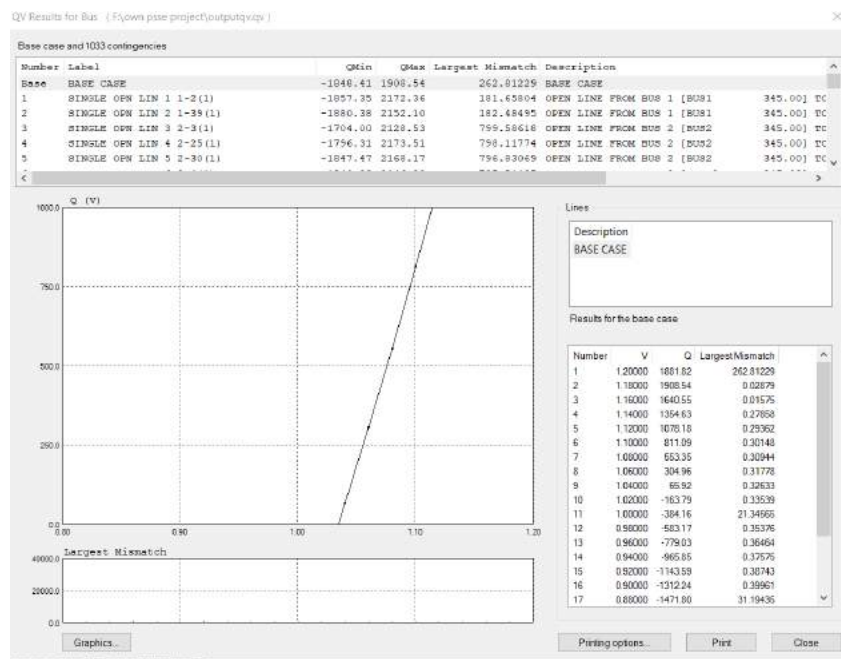 QV Results for Bus ( F:\own psse project\outputqv.qv )
Base case and 1033 contingencies
Number Label QMin QMax Largest Mismatch Description
Base BASE CASE -1848.41 1908.54 262.81229 BASE CASE
1 SINGLE OPN LIN 1 1-2(1) -1857.35 2172.36 181.65804 OPEN LINE FROM BUS 1 [BUS1 345.00] TO
2 SINGLE OPN LIN 2 1-39(1) -1880.38 2152.10 182.48495 OPEN LINE FROM BUS 1 [BUS1 345.00] TO
3 SINGLE OPN LIN 3 2-3(1) -1704.00 2128.53 799.58618 OPEN LINE FROM BUS 2 [BUS2 345.00] TO
4 SINGLE OPN LIN 4 2-25(1) -1796.31 2173.51 798.11774 OPEN LINE FROM BUS 2 [BUS2 345.00] TO
5 SINGLE OPN LIN 5 2-30(1) -1847.47 2168.17 796.83069 OPEN LINE FROM BUS 2 [BUS2 345.00] TO
Q (V)
1000.0
750.0
500.0
250.0
0.0
0.80 0.90 1.00 1.10 1.20
Largest Mismatch
40000.0
20000.0
0.0
Lines
Description
BASE CASE
Results for the base case
Number V Q Largest Mismatch
1 1.20000 1881.82 262.81229
2 1.18000 1908.54 0.02879
3 1.16000 1640.55 0.01575
4 1.14000 1354.63 0.27858
5 1.12000 1078.18 0.29362
6 1.10000 811.09 0.30148
7 1.08000 553.35 0.30944
8 1.06000 304.96 0.31778
9 1.04000 65.92 0.32633
10 1.02000 -163.79 0.33539
11 1.00000 -384.16 21.34565
12 0.98000 -583.17 0.35376
13 0.96000 -779.03 0.36464
14 0.94000 -965.85 0.37575
15 0.92000 -1143.59 0.38743
16 0.90000 -1312.24 0.39961
17 0.88000 -1471.80 31.19436
Graphics...
Printing options...
Print
Close